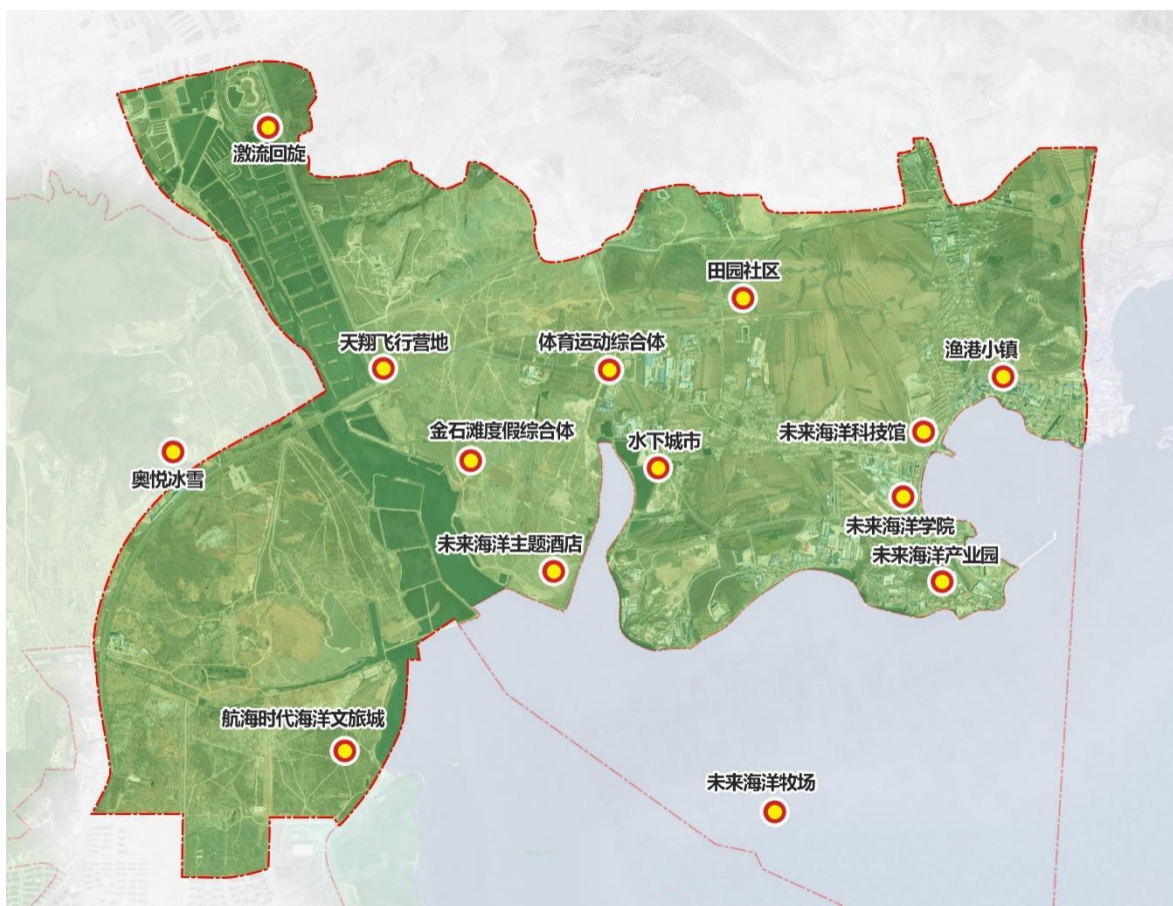 激流回旋
田园社区
天翔飞行营地
体育运动综合体
渔港小镇
金石滩度假综合体
水下城市
未来海洋科技馆
奥悦冰雪
未来海洋学院
未来海洋主题酒店
未来海洋产业园
航海时代海洋文旅城
未来海洋牧场